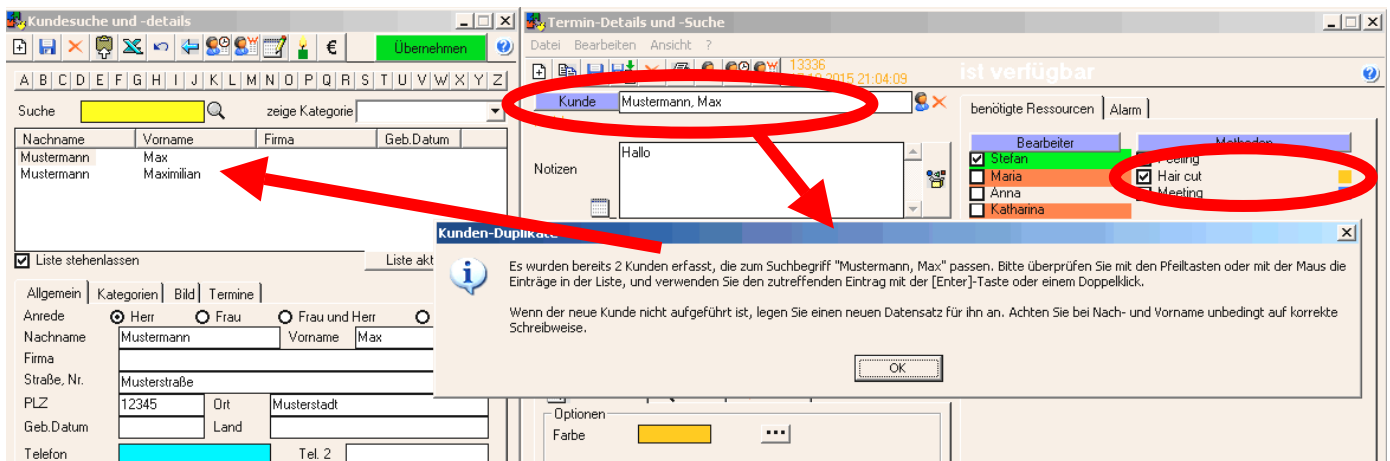 Kundesuche und -details
€ Übernehmen
A B C D E F G H I J K L M N O P Q R S T U V W X Y Z
Suche zeige Kategorie
Nachname Vorname Firma Geb.Datum
Mustermann Max
Mustermann Maximilian
Liste stehenlassen Liste akt
Allgemein Kategorien Bild Termine
Anrede Herr Frau Frau und Herr
Nachname Mustermann Vorname Max
Firma
Straße, Nr. Musterstraße
PLZ 12345 Ort Musterstadt
Geb.Datum Land
Telefon Tel. 2
Termin-Details und -Suche
Datei Bearbeiten Ansicht ?
13336
2015 21:04:09
ist verfügbar
Kunde Mustermann, Max
Notizen Hallo
benötigte Ressourcen Alarm
Bearbeiter Methoden
Stefan Peeling
Maria Hair cut
Anna Meeting
Katharina
Kunden-Duplikate
Es wurden bereits 2 Kunden erfasst, die zum Suchbegriff "Mustermann, Max" passen. Bitte überprüfen Sie mit den Pfeiltasten oder mit der Maus die
Einträge in der Liste, und verwenden Sie den zutreffenden Eintrag mit der [Enter]-Taste oder einem Doppelklick.
Wenn der neue Kunde nicht aufgeführt ist, legen Sie einen neuen Datensatz für ihn an. Achten Sie bei Nach- und Vorname unbedingt auf korrekte
Schreibweise.
OK
Optionen
Farbe ...